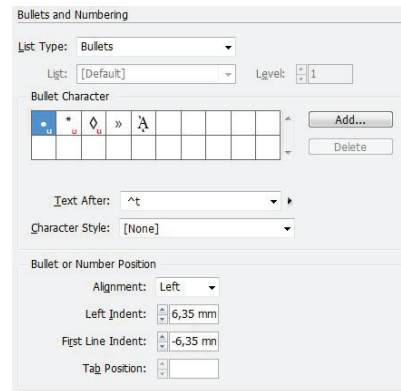 Bullets and Numbering
List Type: Bullets
List: [Default] Level: 1
Bullet Character
• u * u ◊ u » Ά Add...
Delete
Text After: ^t
Character Style: [None]
Bullet or Number Position
Alignment: Left
Left Indent: 6,35 mm
First Line Indent: -6,35 mm
Tab Position: